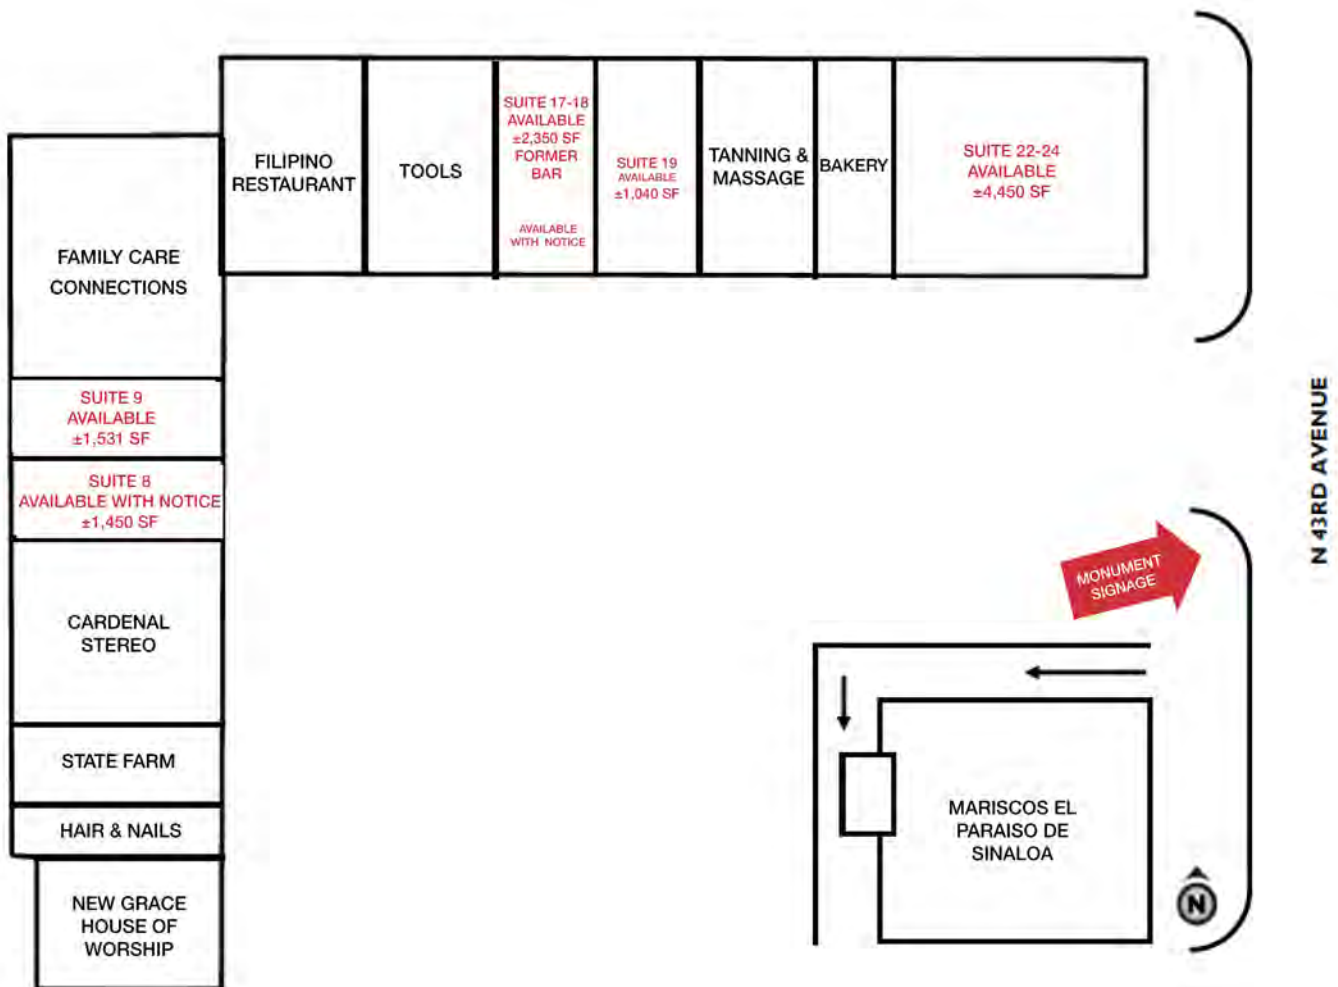 FILIPINO
RESTAURANT
TOOLS
SUITE 17-18
AVAILABLE
±2,350 SF
FORMER
BAR
AVAILABLE
WITH NOTICE
SUITE 19
AVAILABLE
±1,040 SF
TANNING &
MASSAGE
BAKERY
SUITE 22-24
AVAILABLE
±4,450 SF
FAMILY CARE
CONNECTIONS
SUITE 9
AVAILABLE
±1,531 SF
SUITE 8
AVAILABLE WITH NOTICE
±1,450 SF
CARDENAL
STEREO
STATE FARM
HAIR & NAILS
NEW GRACE
HOUSE OF
WORSHIP
N 43RD AVENUE
MONUMENT
SIGNAGE
MARISCOS EL
PARAISO DE
SINALOA
N